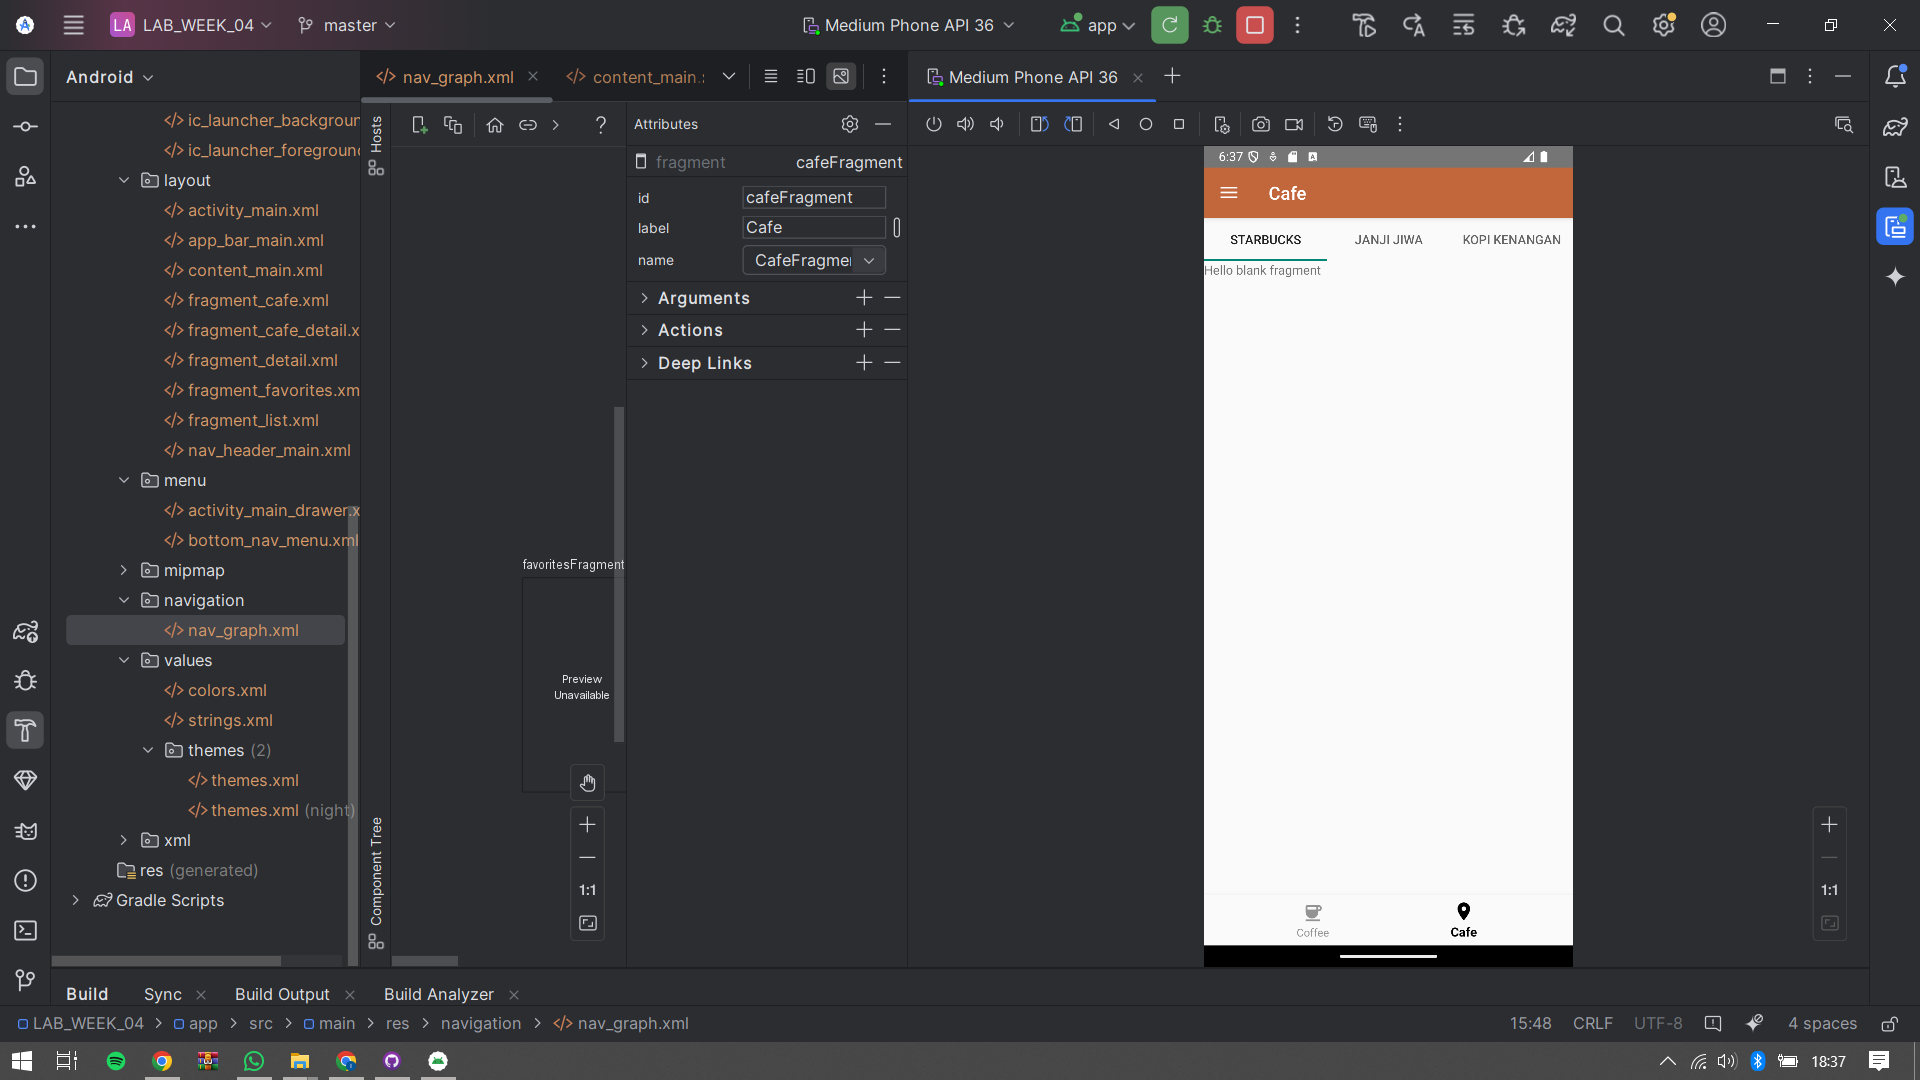 LA LAB_WEEK_04
master
Medium Phone API 36
app
Android
nav_graph.xml
content_main.
Medium Phone API 36
ic_launcher_backgroun
ic_launcher_foreground
layout
activity_main.xml
app_bar_main.xml
content_main.xml
fragment_cafe.xml
fragment_cafe_detail.x
fragment_detail.xml
fragment_favorites.xm
fragment_list.xml
nav_header_main.xml
menu
activity_main_drawer.x
bottom_nav_menu.xml
mipmap
navigation
nav_graph.xml
values
colors.xml
strings.xml
themes (2)
themes.xml
themes.xml (night)
xml
res (generated)
Gradle Scripts
Hosts
Component Tree
favoritesFragment
Preview
Unavailable
1:1
Attributes
fragment
cafeFragment
id
cafeFragment
label
Cafe
name
CafeFragme
Arguments
Actions
Deep Links
6:37
Cafe
STARBUCKS
JANJI JIWA
KOPI KENANGAN
Hello blank fragment
Coffee
Cafe
1:1
Build
Sync
Build Output
Build Analyzer
LAB_WEEK_04 > app > src > main > res > navigation > nav_graph.xml
15:48
CRLF
UTF-8
4 spaces
18:37